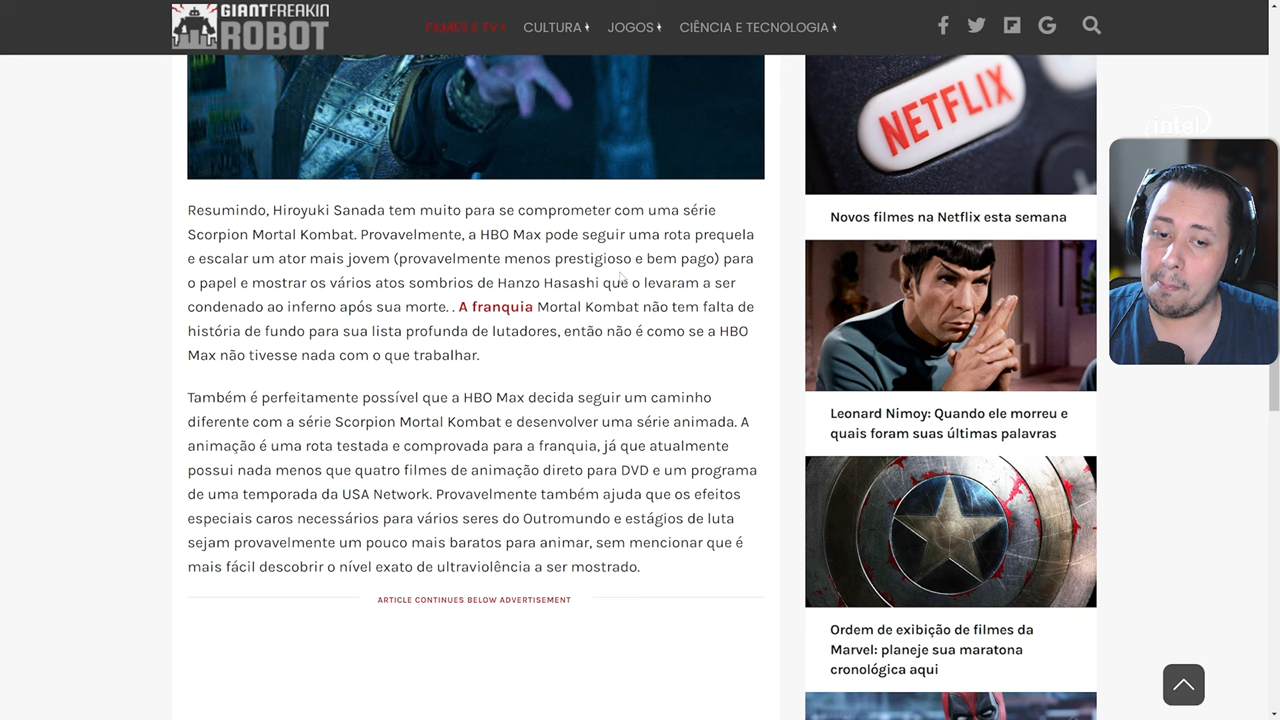 GIANT FREAKIN
ROBOT
FILMES E TV
CULTURA
JOGOS
CIÊNCIA E TECNOLOGIA
intel
NETFLIX
Resumindo, Hiroyuki Sanada tem muito para se comprometer com uma série
Scorpion Mortal Kombat. Provavelmente, a HBO Max pode seguir uma rota prequela
e escalar um ator mais jovem (provavelmente menos prestigioso e bem pago) para
o papel e mostrar os vários atos sombrios de Hanzo Hasashi que o levaram a ser
condenado ao inferno após sua morte. . A franquia Mortal Kombat não tem falta de
história de fundo para sua lista profunda de lutadores, então não é como se a HBO
Max não tivesse nada com o que trabalhar.
Também é perfeitamente possível que a HBO Max decida seguir um caminho
diferente com a série Scorpion Mortal Kombat e desenvolver uma série animada. A
animação é uma rota testada e comprovada para a franquia, já que atualmente
possui nada menos que quatro filmes de animação direto para DVD e um programa
de uma temporada da USA Network. Provavelmente também ajuda que os efeitos
especiais caros necessários para vários seres do Outromundo e estágios de luta
sejam provavelmente um pouco mais baratos para animar, sem mencionar que é
mais fácil descobrir o nível exato de ultraviolência a ser mostrado.
ARTICLE CONTINUES BELOW ADVERTISEMENT
Novos filmes na Netflix esta semana
Leonard Nimoy: Quando ele morreu e
quais foram suas últimas palavras
Ordem de exibição de filmes da
Marvel: planeje sua maratona
cronológica aqui